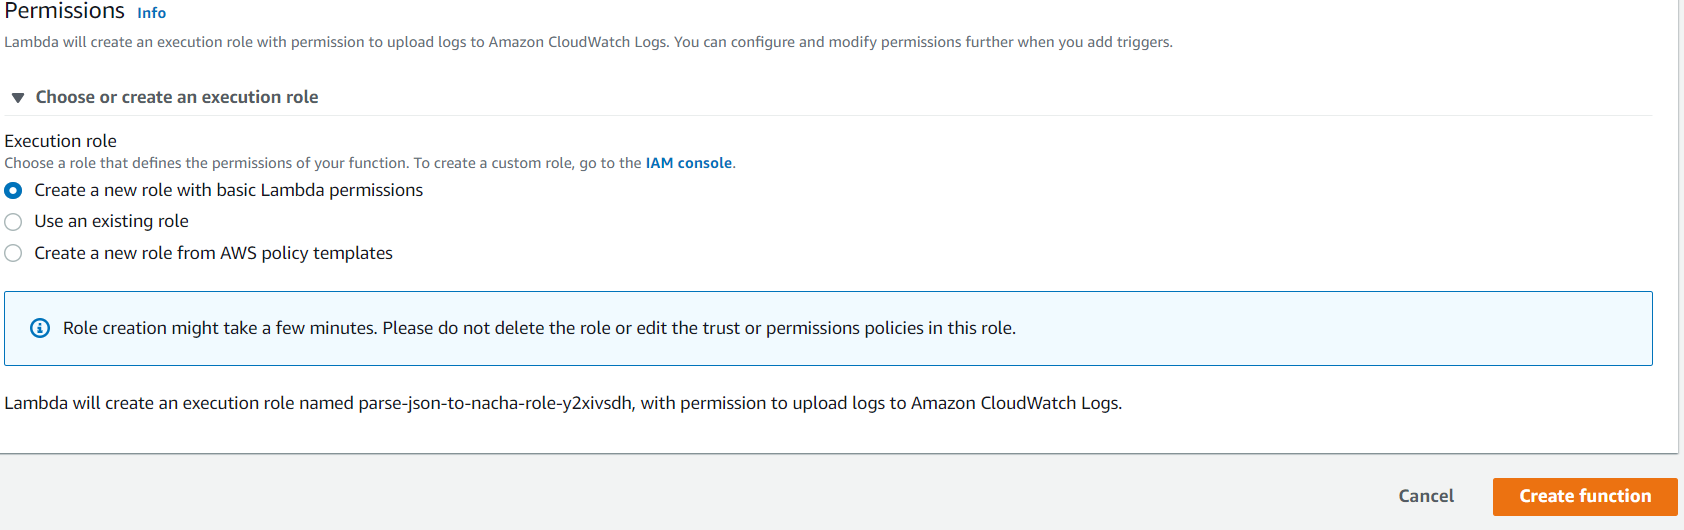 Permissions Info
Lambda will create an execution role with permission to upload logs to Amazon CloudWatch Logs. You can configure and modify permissions further when you add triggers.
Choose or create an execution role
Execution role
Choose a role that defines the permissions of your function. To create a custom role, go to the IAM console.
Create a new role with basic Lambda permissions
Use an existing role
Create a new role from AWS policy templates
Role creation might take a few minutes. Please do not delete the role or edit the trust or permissions policies in this role.
Lambda will create an execution role named parse-json-to-nacha-role-y2xivsdh, with permission to upload logs to Amazon CloudWatch Logs.
Cancel Create function